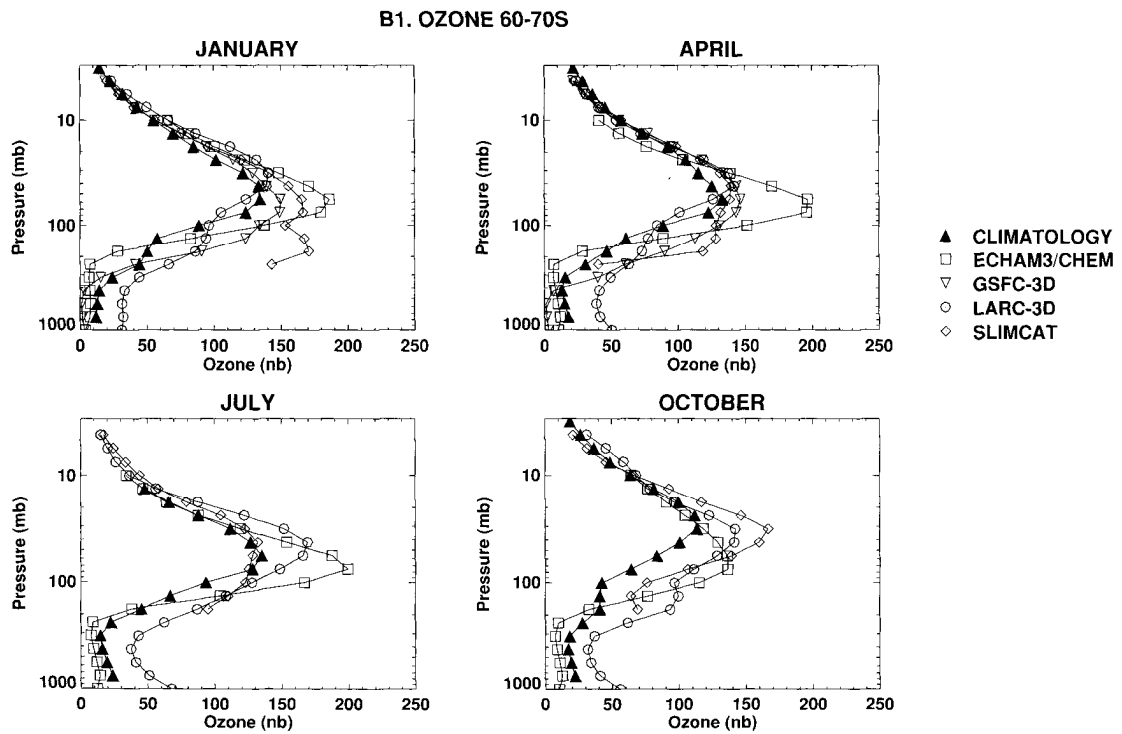 B1. OZONE 60-70S
JANUARY
Pressure (mb)
10
100
1000
0 50 100 150 200 250
Ozone (nb)
APRIL
Pressure (mb)
10
100
1000
0 50 100 150 200 250
Ozone (nb)
CLIMATOLOGY
ECHAM3/CHEM
GSFC-3D
LARC-3D
SLIMCAT
JULY
Pressure (mb)
10
100
1000
0 50 100 150 200 250
Ozone (nb)
OCTOBER
Pressure (mb)
10
100
1000
0 50 100 150 200 250
Ozone (nb)